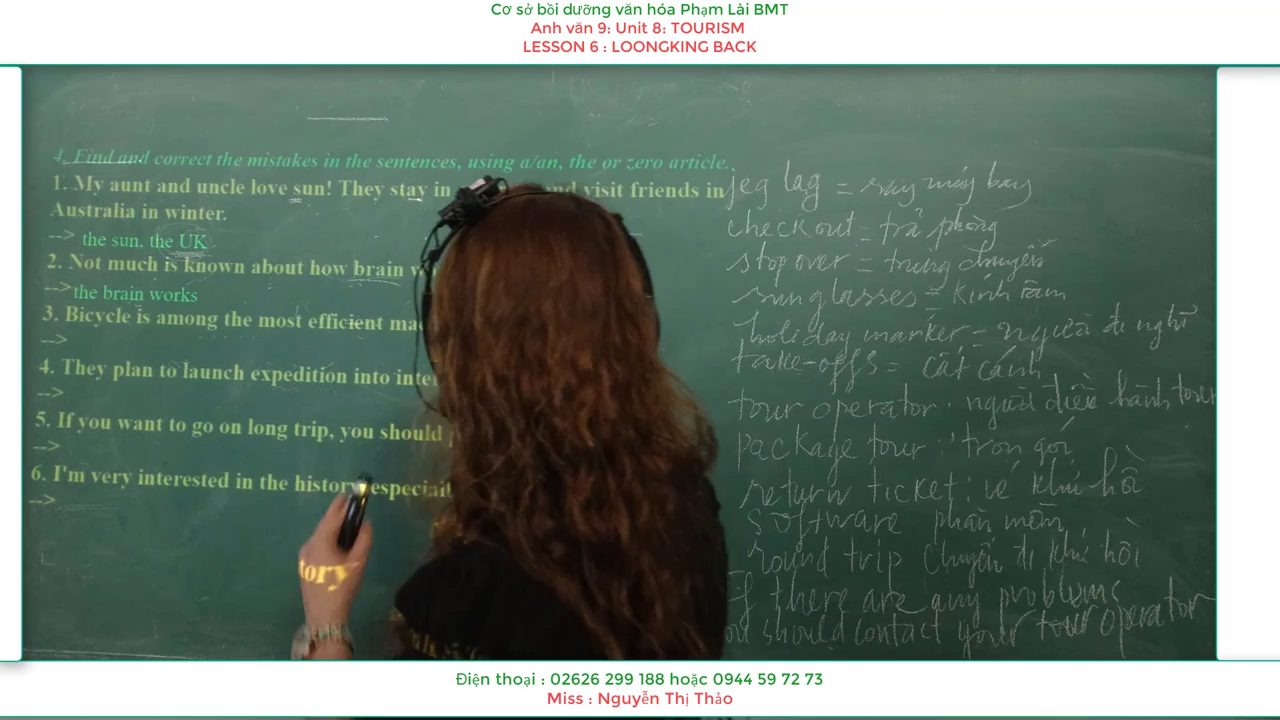 Cơ sở bồi dưỡng văn hóa Phạm Lài BMT
Anh văn 9: Unit 8: TOURISM
LESSON 6 : LOONGKING BACK
4. Find and correct the mistakes in the sentences, using a/an, the or zero article.
1. My aunt and uncle love sun! They stay in visit friends in
Australia in winter.
--> the sun, the UK
2. Not much is known about how brain
-->the brain works
3. Bicycle is among the most efficient
-->
4. They plan to launch expedition into
-->
5. If you want to go on long trip, you should
-->
6. I'm very interested in the history
-->
tory
jeg lag = say máy bay
checkout = trả phòng
stop over = trung chuyển
sunglasses = kính râm
holiday marker = người đi nghỉ
take-offs = cất cánh
tour operator: người điều hành tour
package tour: trọn gói
return ticket: vé khứ hồi
software phần mềm
round trip chuyến đi khứ hồi
If there are any problems
should contact your tour operator
Điện thoại : 02626 299 188 hoặc 0944 59 72 73
Miss : Nguyễn Thị Thảo